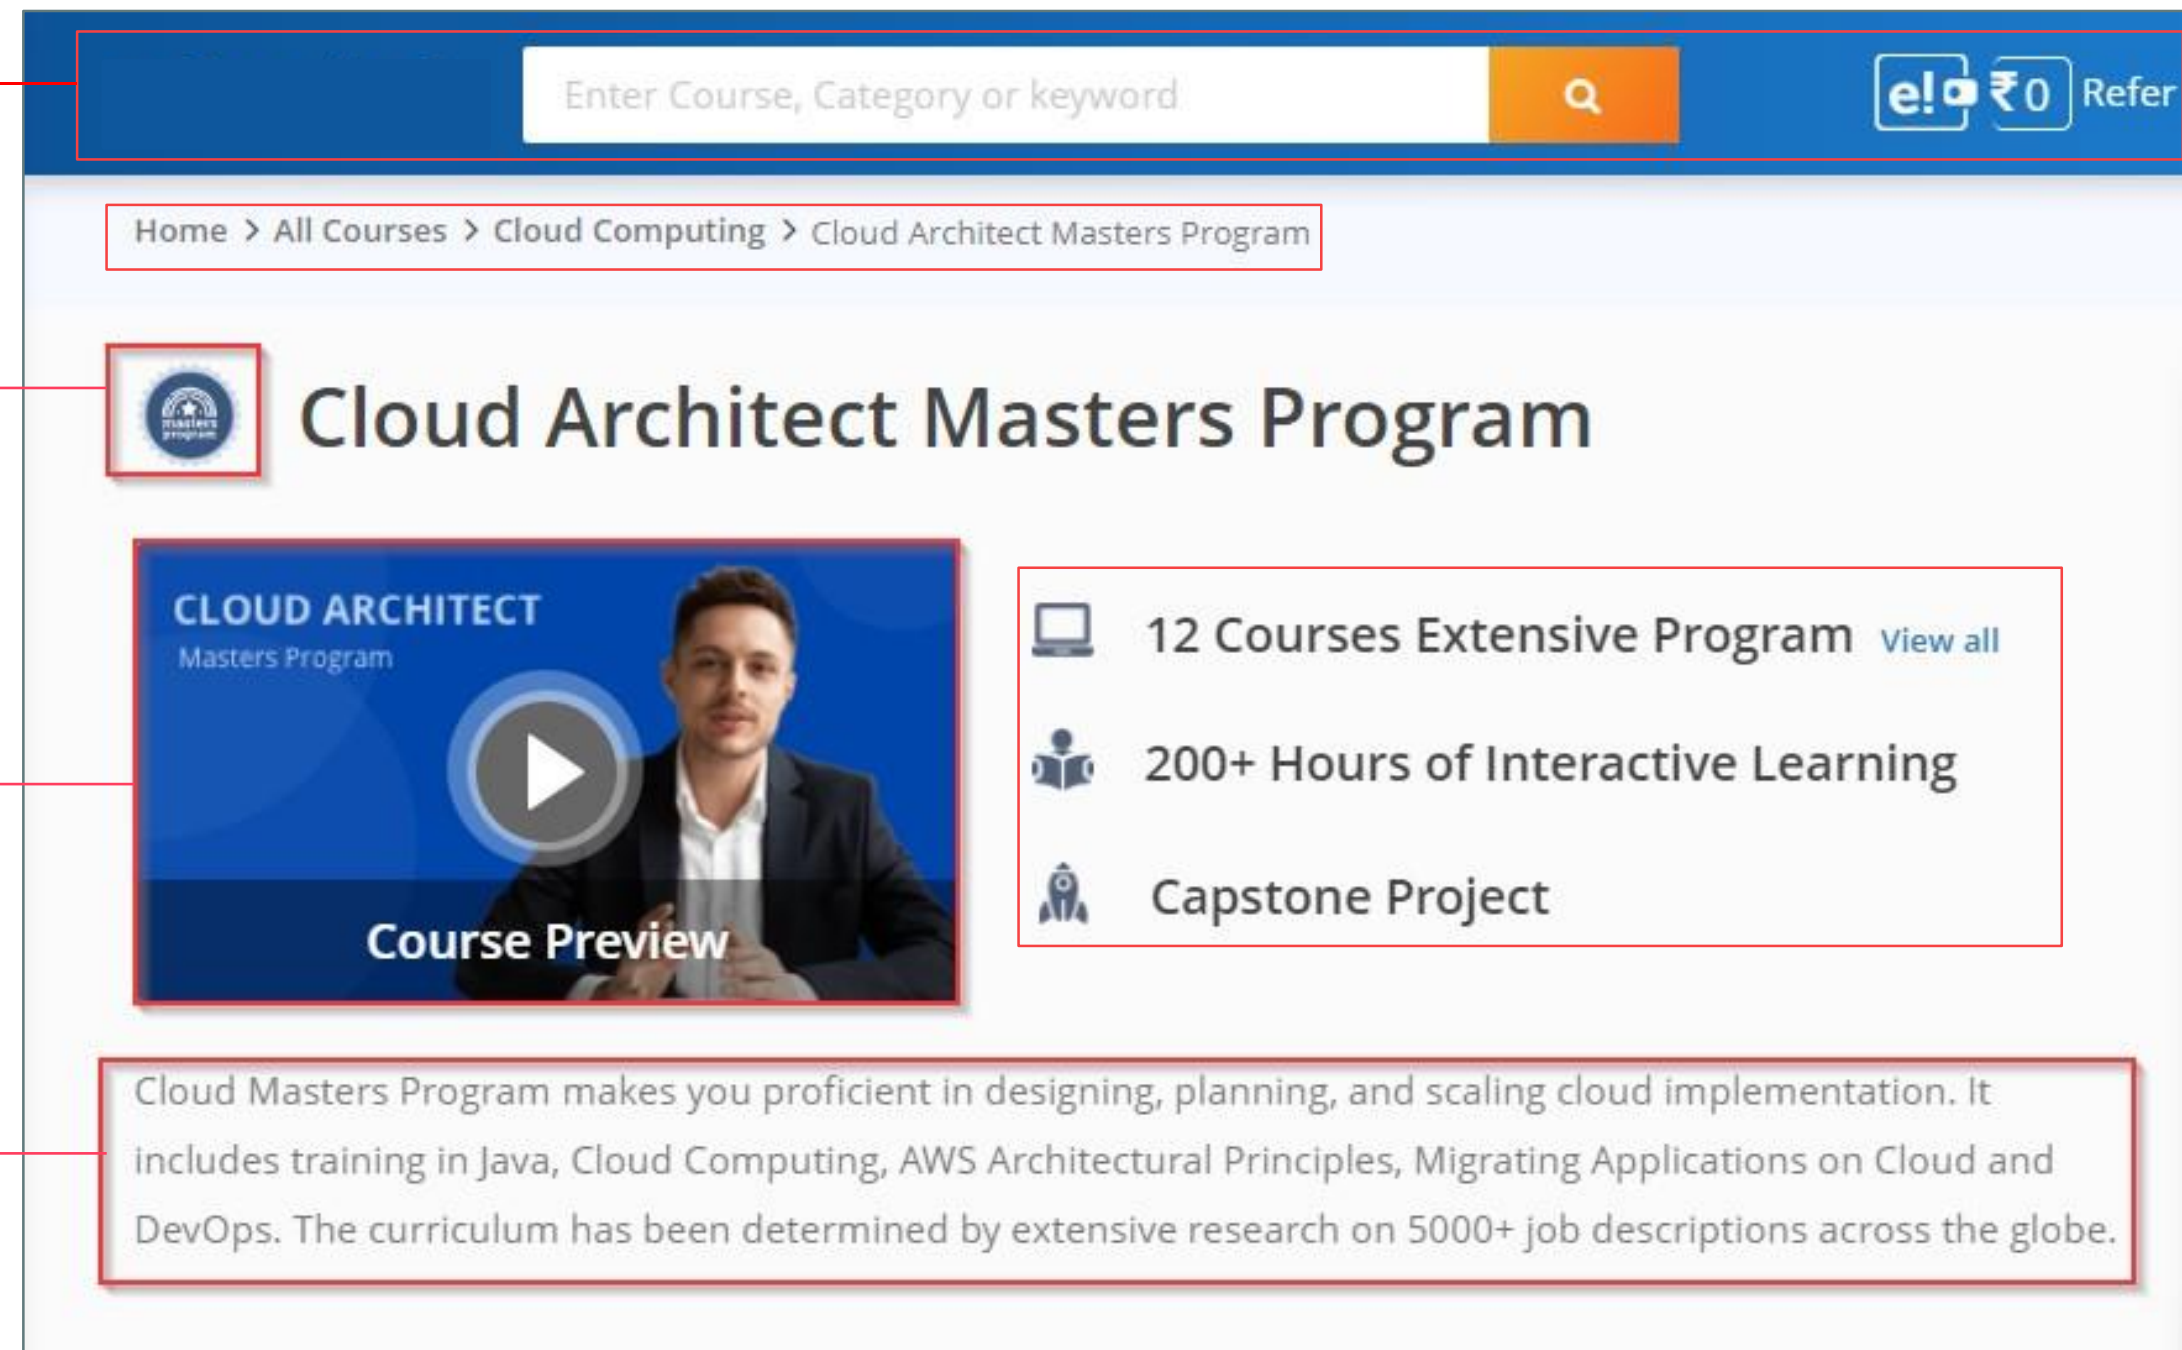 Enter Course, Category or keyword
e! ₹0 Refer
Home > All Courses > Cloud Computing > Cloud Architect Masters Program
masters
program
Cloud Architect Masters Program
CLOUD ARCHITECT
Masters Program
Course Preview
12 Courses Extensive Program View all
200+ Hours of Interactive Learning
Capstone Project
Cloud Masters Program makes you proficient in designing, planning, and scaling cloud implementation. It
includes training in Java, Cloud Computing, AWS Architectural Principles, Migrating Applications on Cloud and
DevOps. The curriculum has been determined by extensive research on 5000+ job descriptions across the globe.